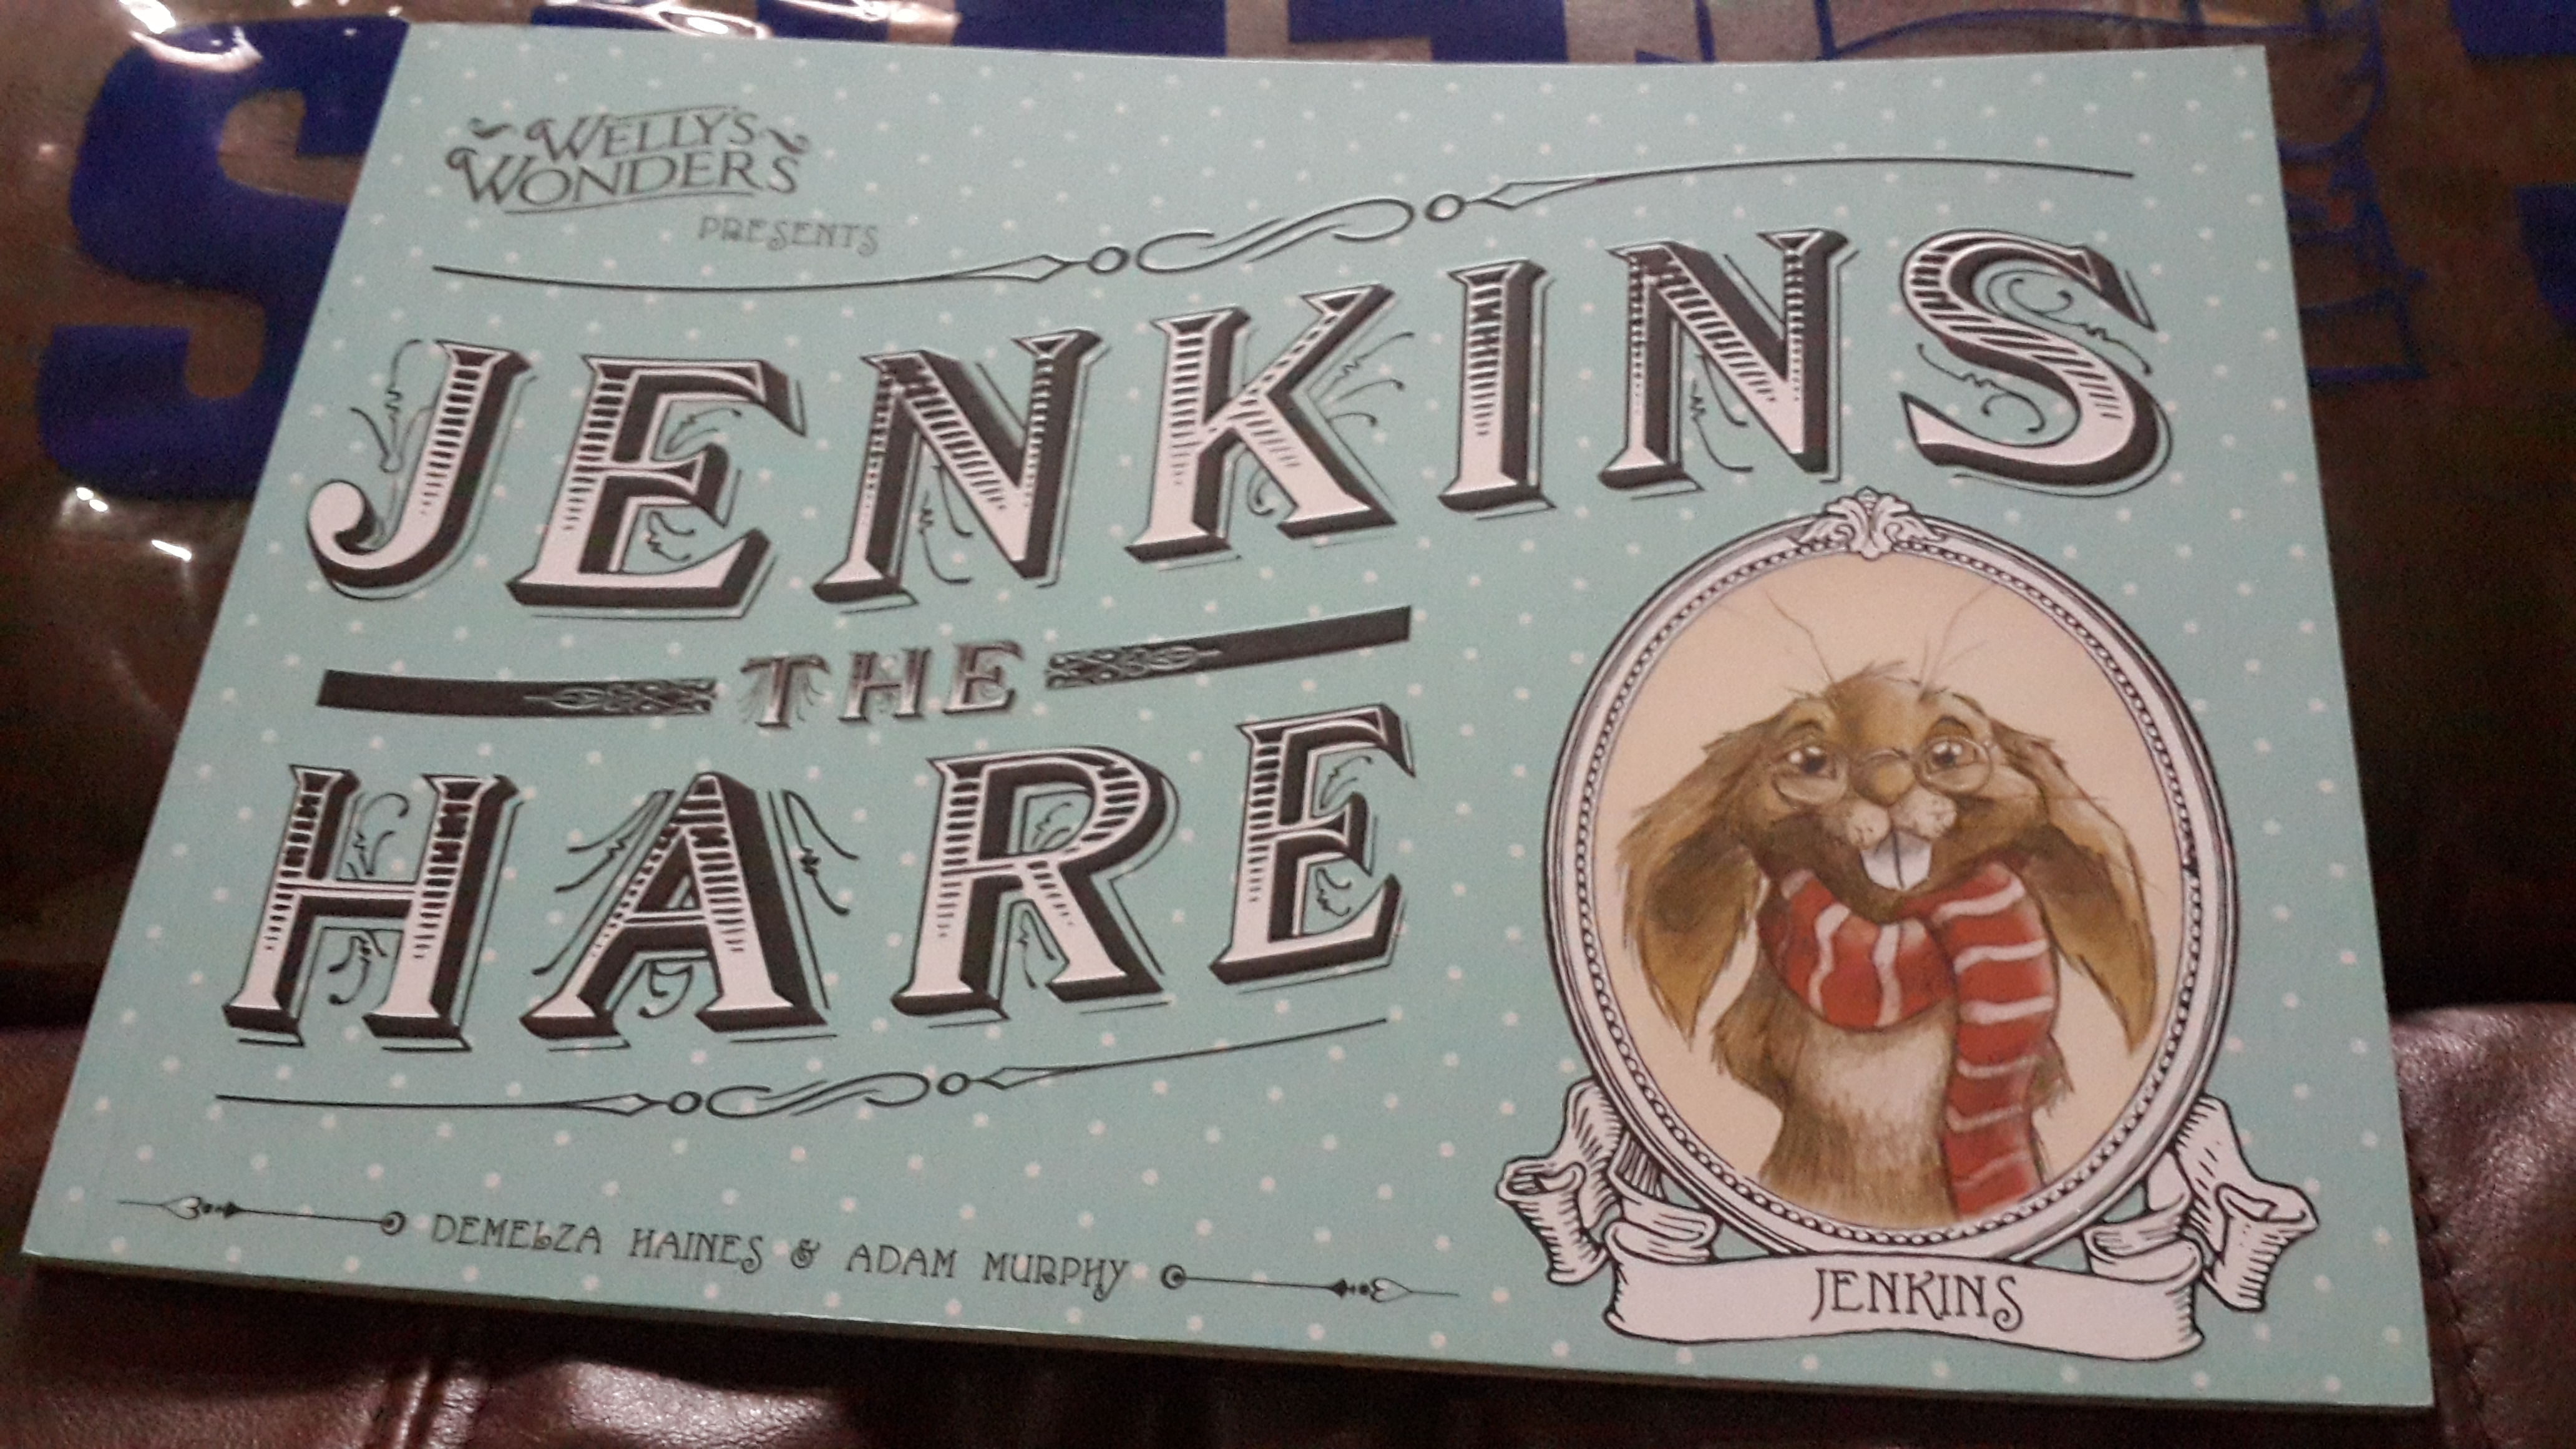 WELLY'S
WONDERS
PRESENTS
JENKINS
THE
HARE
DEMELZA HAINES & ADAM MURPHY
JENKINS